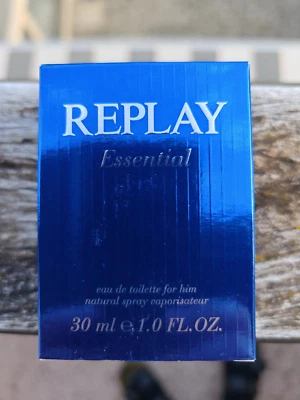 REPLAY
Essential
eau de toilette for him
natural spray vaporisateur
30 ml ℮ 1.0 FL.OZ.